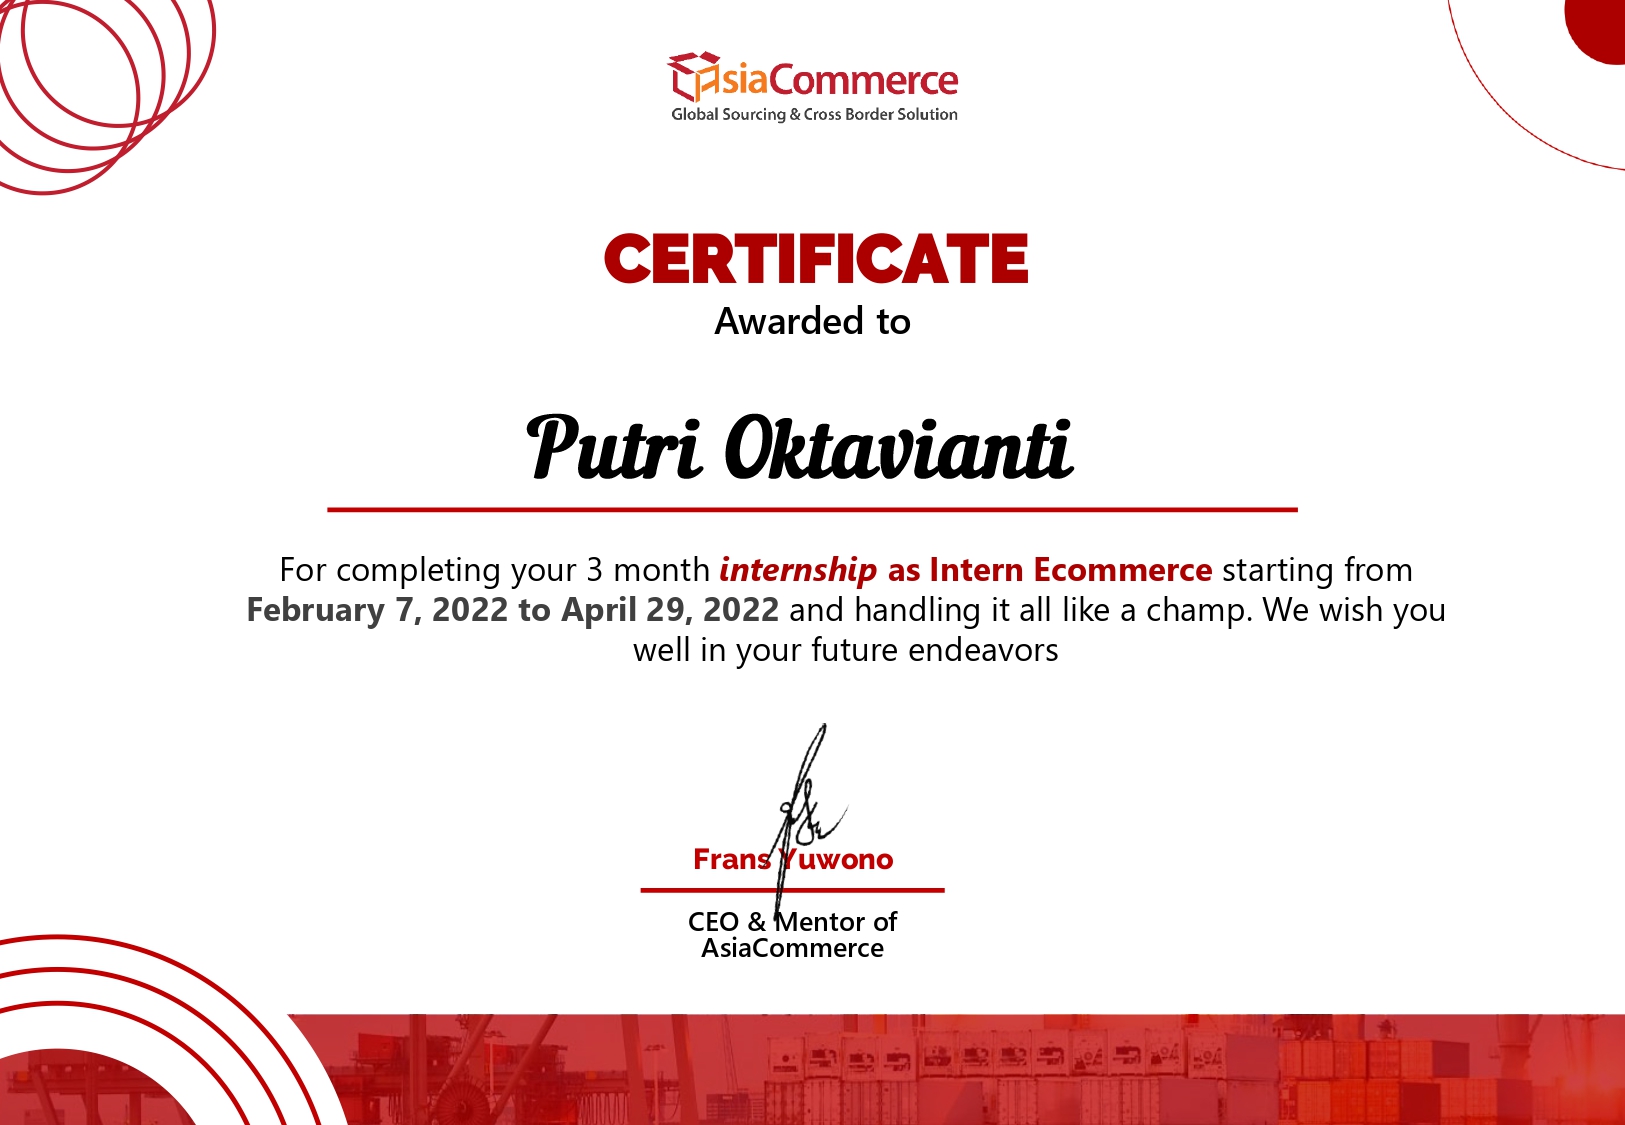 AsiaCommerce
Global Sourcing & Cross Border Solution
CERTIFICATE
Awarded to
Putri Oktavianti
For completing your 3 month internship as Intern Ecommerce starting from
February 7, 2022 to April 29, 2022 and handling it all like a champ. We wish you
well in your future endeavors
Frans Yuwono
CEO & Mentor of
AsiaCommerce